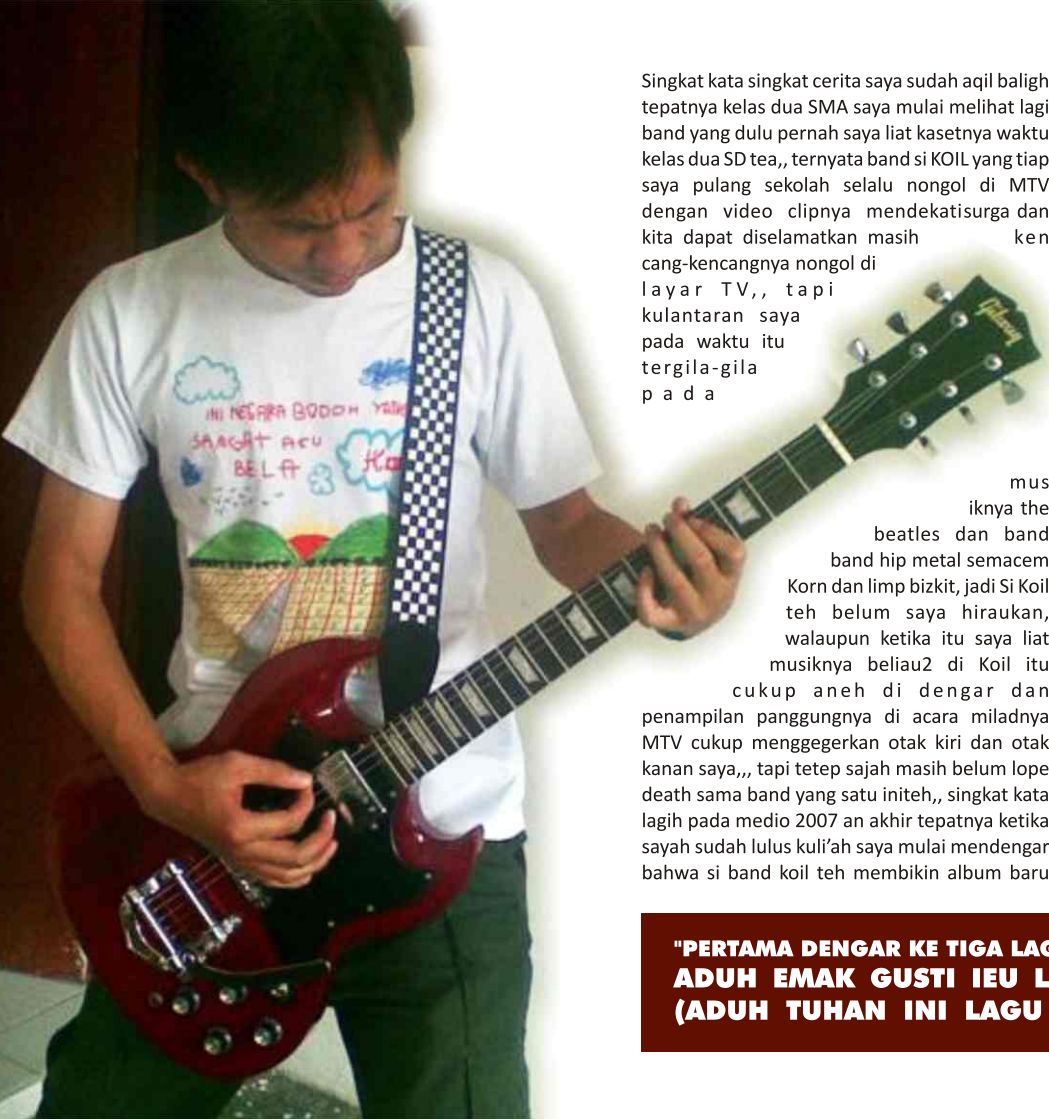 Singkat kata singkat cerita saya sudah aqil baligh
tepatnya kelas dua SMA saya mulai melihat lagi
band yang dulu pernah saya liat kasetnya waktu
kelas dua SD tea,, ternyata band si KOIL yang tiap
saya pulang sekolah selalu nongol di MTV
dengan video clipnya mendekatisurga dan
kita dapat diselamatkan masih ken
cang-kencangnya nongol di
layar TV,, tapi
kulantaran saya
pada waktu itu
tergila-gila
pada
mus
iknya the
beatles dan band
band hip metal semacem
Korn dan limp bizkit, jadi Si Koil
teh belum saya hiraukan,
walaupun ketika itu saya liat
musiknya beliau2 di Koil itu
cukup aneh di dengar dan
penampilan panggungnya di acara miladnya
MTV cukup menggegerkan otak kiri dan otak
kanan saya,,, tapi tetep sajah masih belum lope
death sama band yang satu initeh,, singkat kata
lagih pada medio 2007 an akhir tepatnya ketika
sayah sudah lulus kuli’ah saya mulai mendengar
bahwa si band koil teh membikin album baru
"PERTAMA DENGAR KE TIGA LAG
ADUH EMAK GUSTI IEU L
(ADUH TUHAN INI LAGU
Gibson
INI NEGARA BODOH YANG
SANGAT AKU
BELA